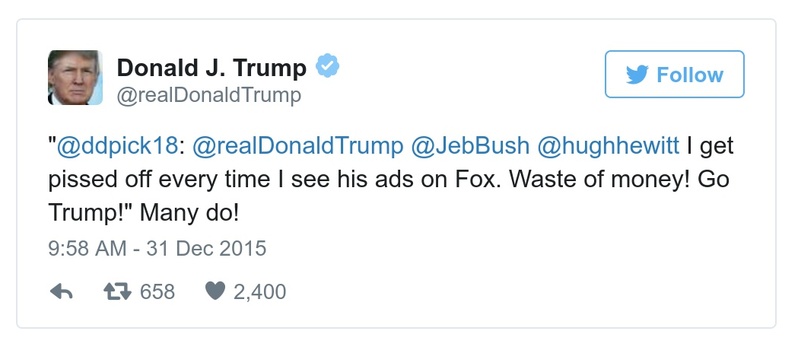 Donald J. Trump
@realDonaldTrump
Follow
"@ddpick18: @realDonaldTrump @JebBush @hughhewitt I get
pissed off every time I see his ads on Fox. Waste of money! Go
Trump!" Many do!
9:58 AM - 31 Dec 2015
658 2,400